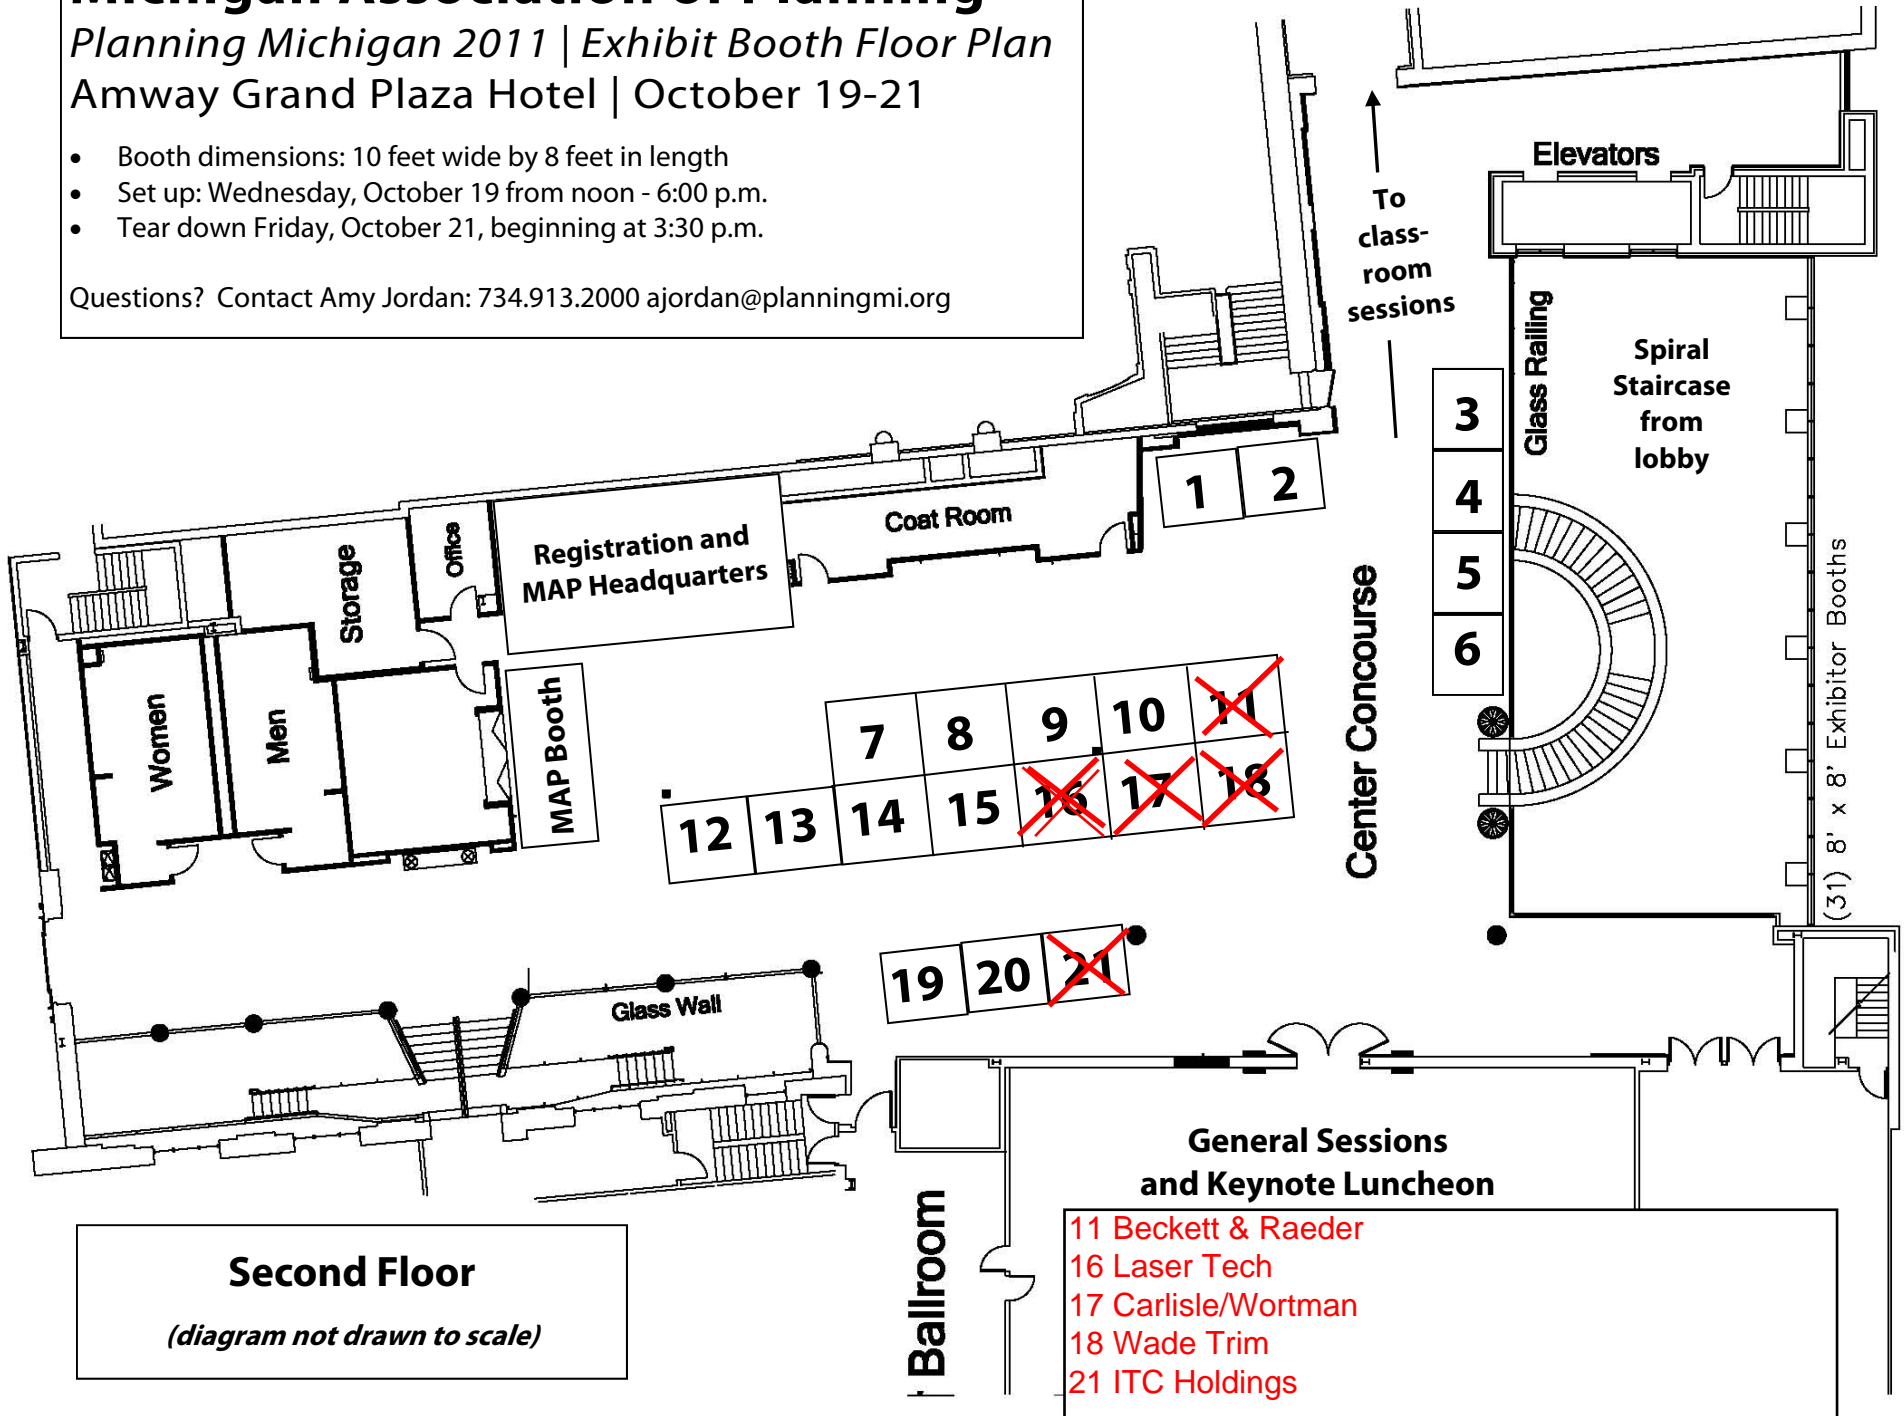 Michigan Association of Planning
Planning Michigan 2011 | Exhibit Booth Floor Plan
Amway Grand Plaza Hotel | October 19-21
• Booth dimensions: 10 feet wide by 8 feet in length
• Set up: Wednesday, October 19 from noon - 6:00 p.m.
• Tear down Friday, October 21, beginning at 3:30 p.m.
Questions? Contact Amy Jordan: 734.913.2000 ajordan@planningmi.org
Elevators
To
class-
room
sessions
Glass Railing
Spiral
Staircase
from
lobby
3
4
5
6
1
2
Coat Room
Registration and
MAP Headquarters
Office
Storage
Women
Men
MAP Booth
Center Concourse
(31) 8' x 8' Exhibitor Booths
7
8
9
10
11
12
13
14
15
16
17
18
19
20
21
Glass Wall
General Sessions
and Keynote Luncheon
Ballroom
Second Floor
(diagram not drawn to scale)
11 Beckett & Raeder
16 Laser Tech
17 Carlisle/Wortman
18 Wade Trim
21 ITC Holdings